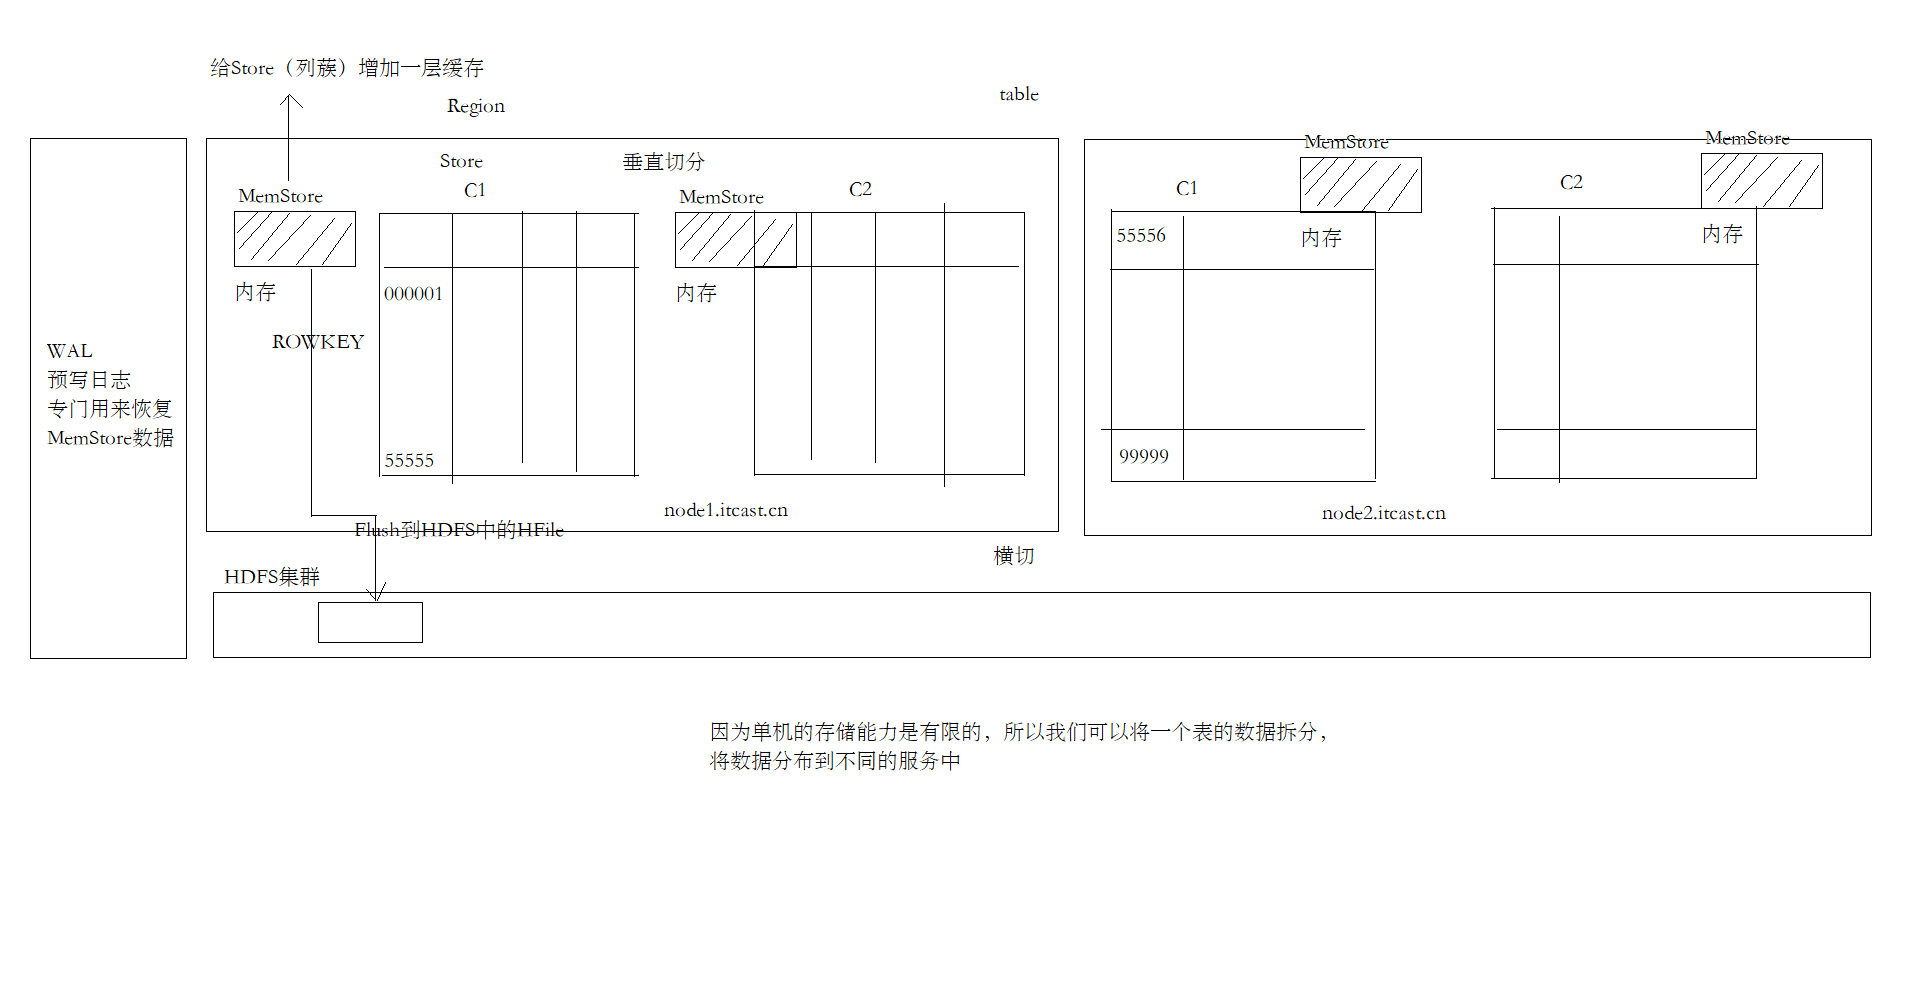 给Store（列蔟）增加一层缓存
Region
table
Store
垂直切分
C1
MemStore
MemStore
C2
内存
内存
000001
ROWKEY
55555
node1.itcast.cn
MemStore
MemStore
C1
C2
55556
内存
内存
99999
node2.itcast.cn
WAL
预写日志
专门用来恢复
MemStore数据
Flush到HDFS中的HFile
横切
HDFS集群
因为单机的存储能力是有限的，所以我们可以将一个表的数据拆分，
将数据分布到不同的服务中